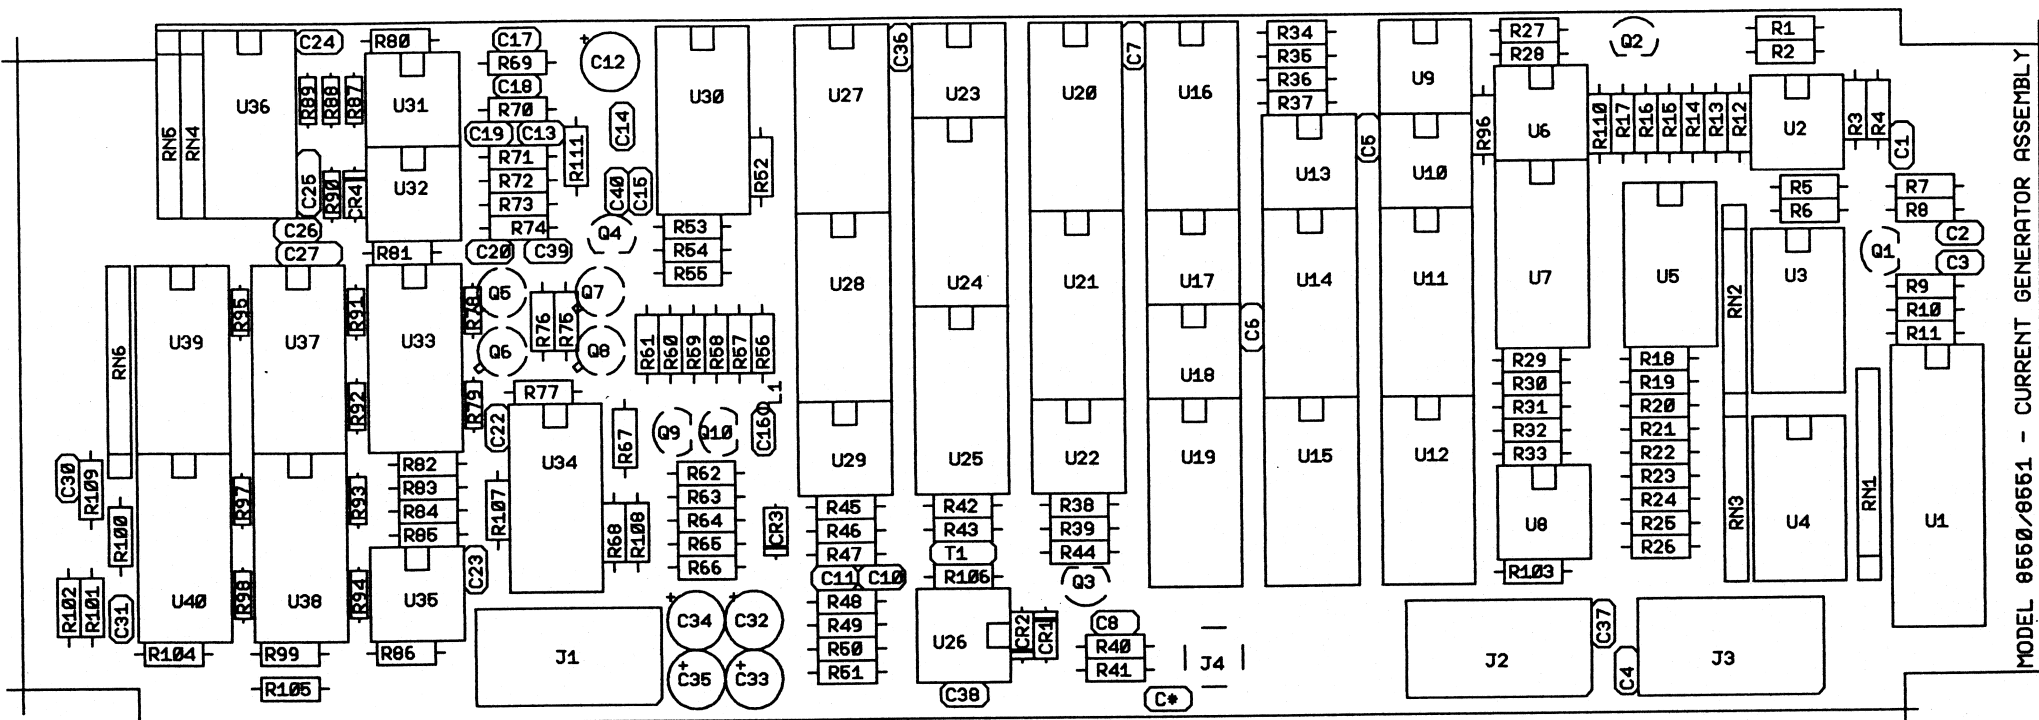 C24
R80
C17
R69
C18
R70
C19
C13
C12
C14
R111
U36
RN5
RN4
R89
R88
R87
U31
C25
R90
CR4
U32
R71
R72
R73
R74
C40
C15
Q4
C26
C27
R81
C20
C39
U30
R52
R53
R54
R55
U27
C36
U23
U20
C7
U16
R34
R35
R36
R37
U9
R27
R28
Q2
R1
R2
U13
C5
U10
R96
U6
R110
R17
R16
R15
R14
R13
R12
U2
R3
R4
C1
R5
R6
R7
R8
C2
C3
Q1
U28
U24
U21
U17
U14
U11
U7
U5
RN2
U3
R9
R10
R11
RN6
U39
R95
U37
R91
U33
R78
Q5
Q7
R76
R75
Q6
Q8
R61
R60
R59
R58
R57
R56
L1
R92
R79
R77
C22
U34
R67
Q9
Q10
C16
U18
C6
R29
R30
R31
R32
R33
R18
R19
R20
R21
R22
R23
R24
R25
R26
U29
U25
U22
U19
U15
U12
U8
R103
RN3
U4
RN1
U1
C30
R109
R100
R97
R93
R82
R83
R84
R85
R107
R68
R108
R62
R63
R64
R65
R66
CR3
R45
R46
R47
C11
C10
R42
R43
T1
R106
R38
R39
R44
Q3
R102
R101
C31
U40
R98
U38
R94
U35
C23
R104
R99
R86
R105
J1
C34
C32
C35
C33
R48
R49
R50
R51
U26
CR2
CR1
C38
C8
R40
R41
J4
C*
J2
C37
C4
J3
MODEL 8550/8551 - CURRENT GENERATOR ASSEMBLY